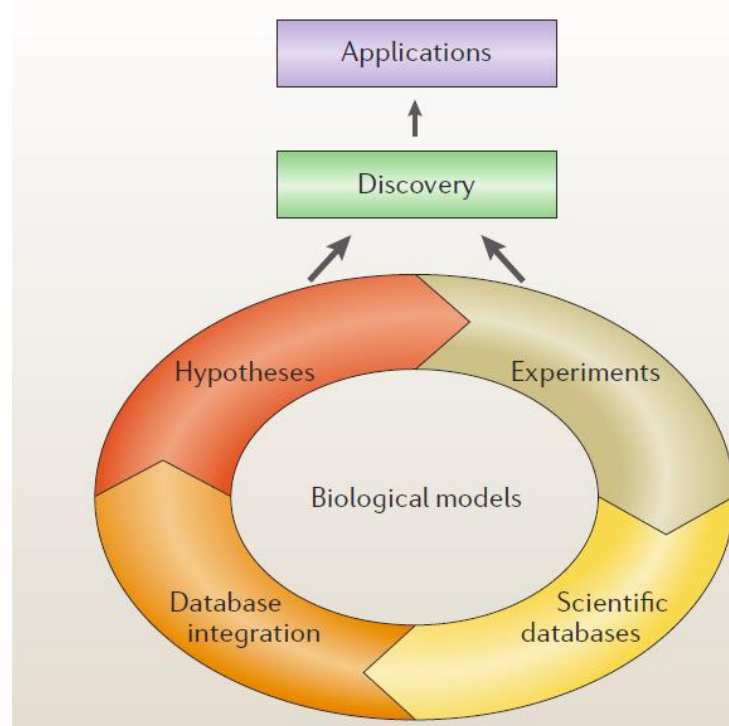 Applications
Discovery
Hypotheses
Experiments
Biological models
Database
integration
Scientific
databases